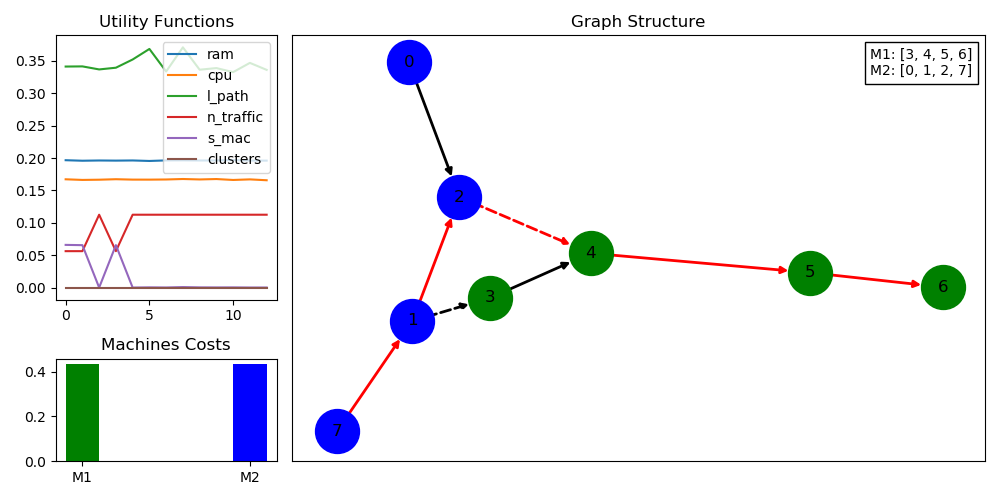 Utility Functions
0.35
0.30
0.25
0.20
0.15
0.10
0.05
0.00
0 5 10
ram
cpu
l_path
n_traffic
s_mac
clusters
Machines Costs
0.4
0.2
0.0
M1 M2
Graph Structure
M1: [3, 4, 5, 6]
M2: [0, 1, 2, 7]
0
2
4
5
6
3
1
7